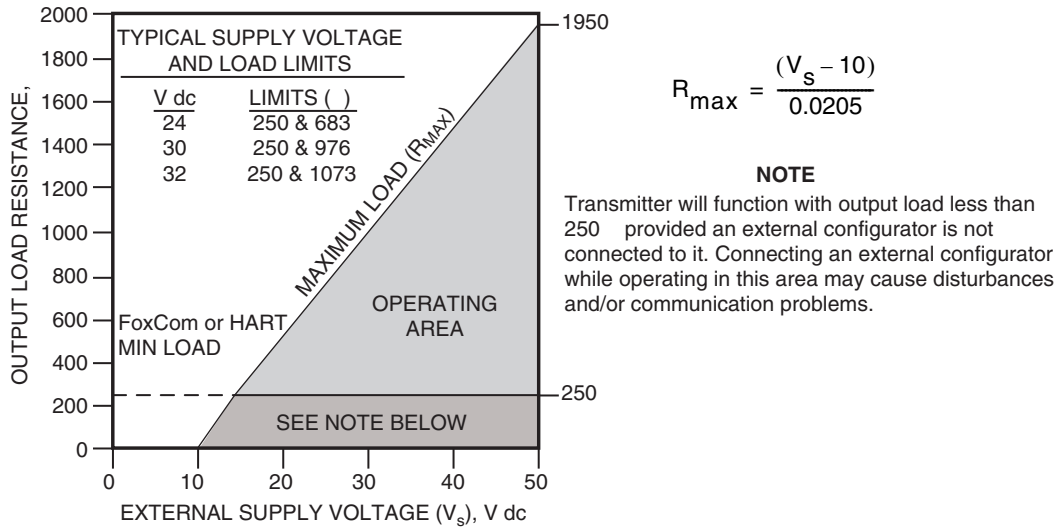 2000
1800
1600
1400
1200
1000
800
600
400
200
0
OUTPUT LOAD RESISTANCE,
TYPICAL SUPPLY VOLTAGE
AND LOAD LIMITS
V dc LIMITS ( )
24 250 & 683
30 250 & 976
32 250 & 1073
MAXIMUM LOAD (RMAX)
1950
OPERATING
AREA
FoxCom or HART
MIN LOAD
250
SEE NOTE BELOW
0 10 20 30 40 50
EXTERNAL SUPPLY VOLTAGE (Vs), V dc
Rmax = (Vs – 10)
0.0205
NOTE
Transmitter will function with output load less than
250 provided an external configurator is not
connected to it. Connecting an external configurator
while operating in this area may cause disturbances
and/or communication problems.